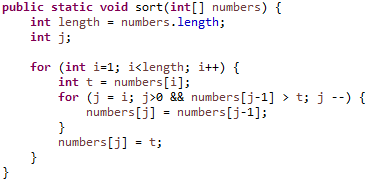 public static void sort(int[] numbers) {
    int length = numbers.length;
    int j;

    for (int i=1; i<length; i++) {
        int t = numbers[i];
        for (j = i; j>0 && numbers[j-1] > t; j --) {
            numbers[j] = numbers[j-1];
        }
        numbers[j] = t;
    }
}